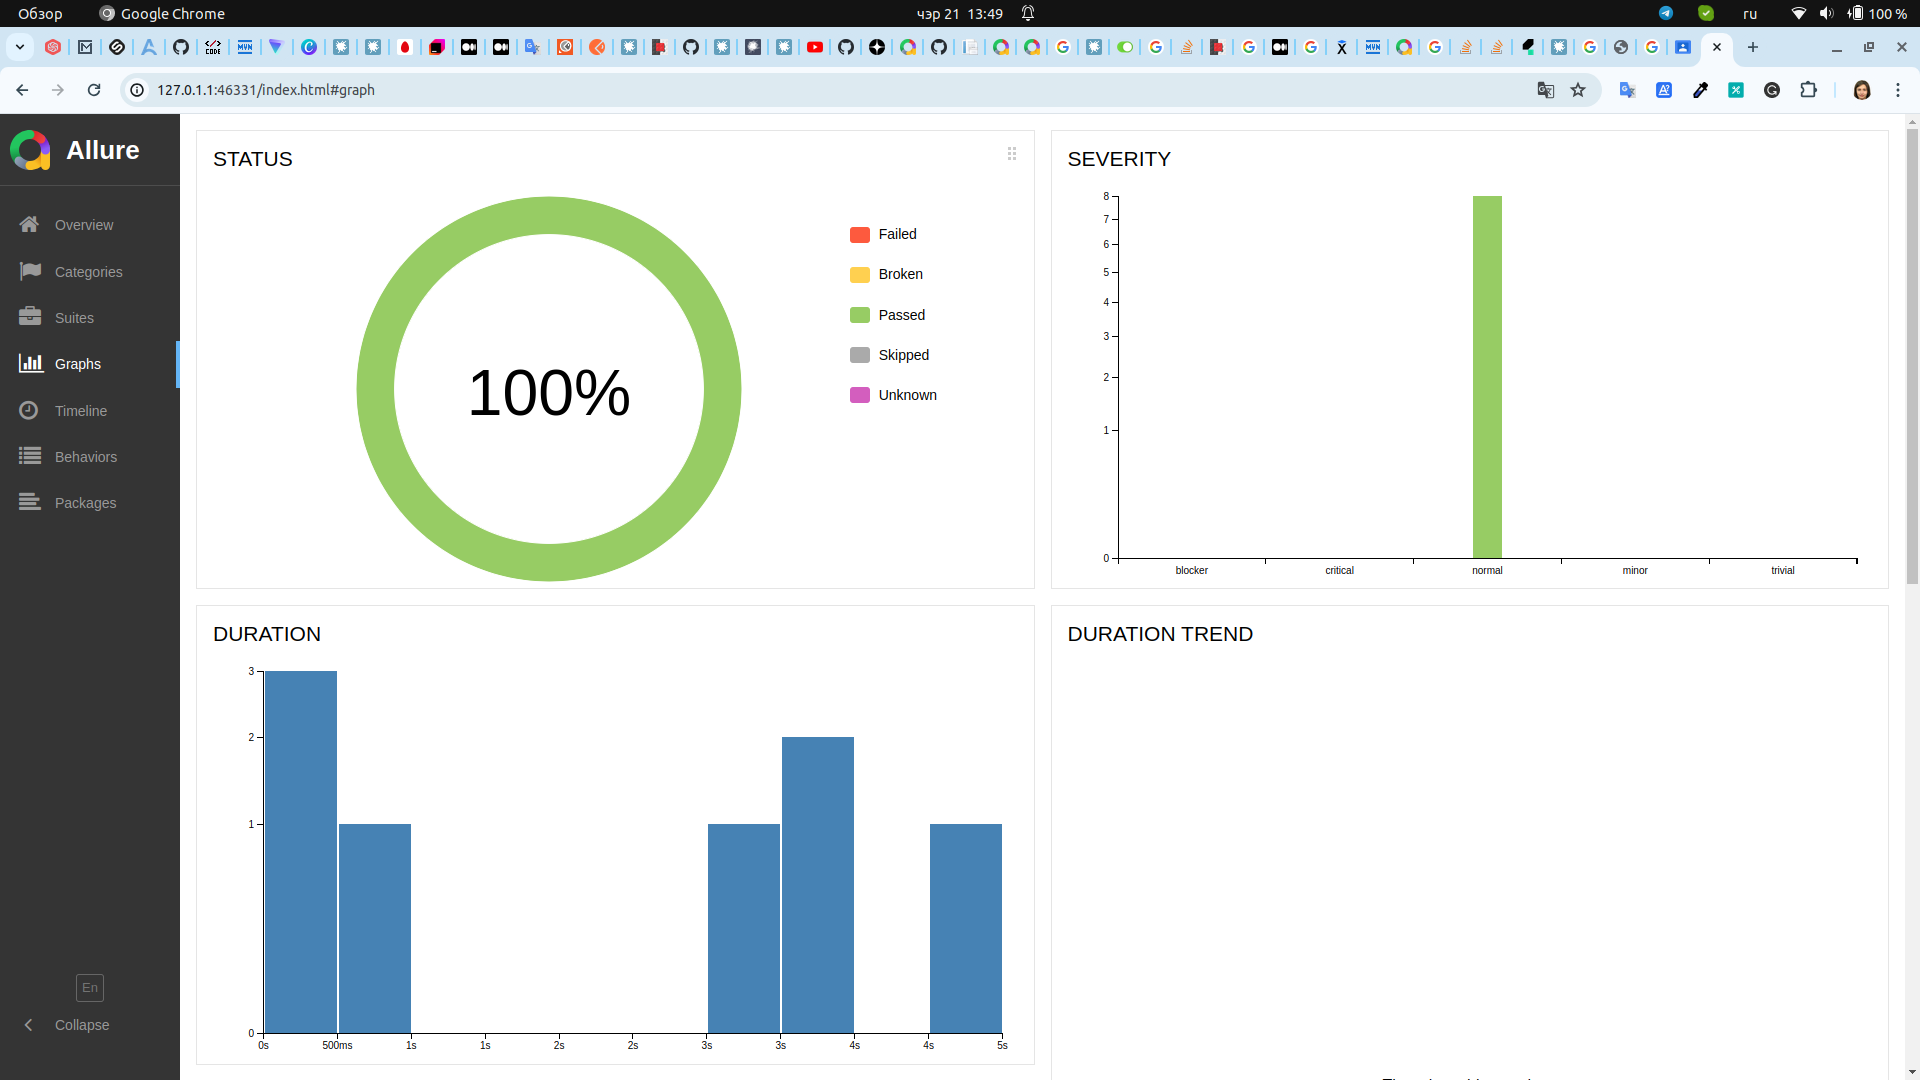 Обзор
Google Chrome
чэр 21 13:49
ru
100 %
127.0.1.1:46331/index.html#graph
Allure
Overview
Categories
Suites
Graphs
Timeline
Behaviors
Packages
En
Collapse
STATUS
100%
Failed
Broken
Passed
Skipped
Unknown
SEVERITY
8
7
6
5
4
3
2
1
0
blocker critical normal minor trivial
DURATION
3
2
1
0
0s 500ms 1s 1s 2s 2s 3s 3s 4s 4s 5s
DURATION TREND